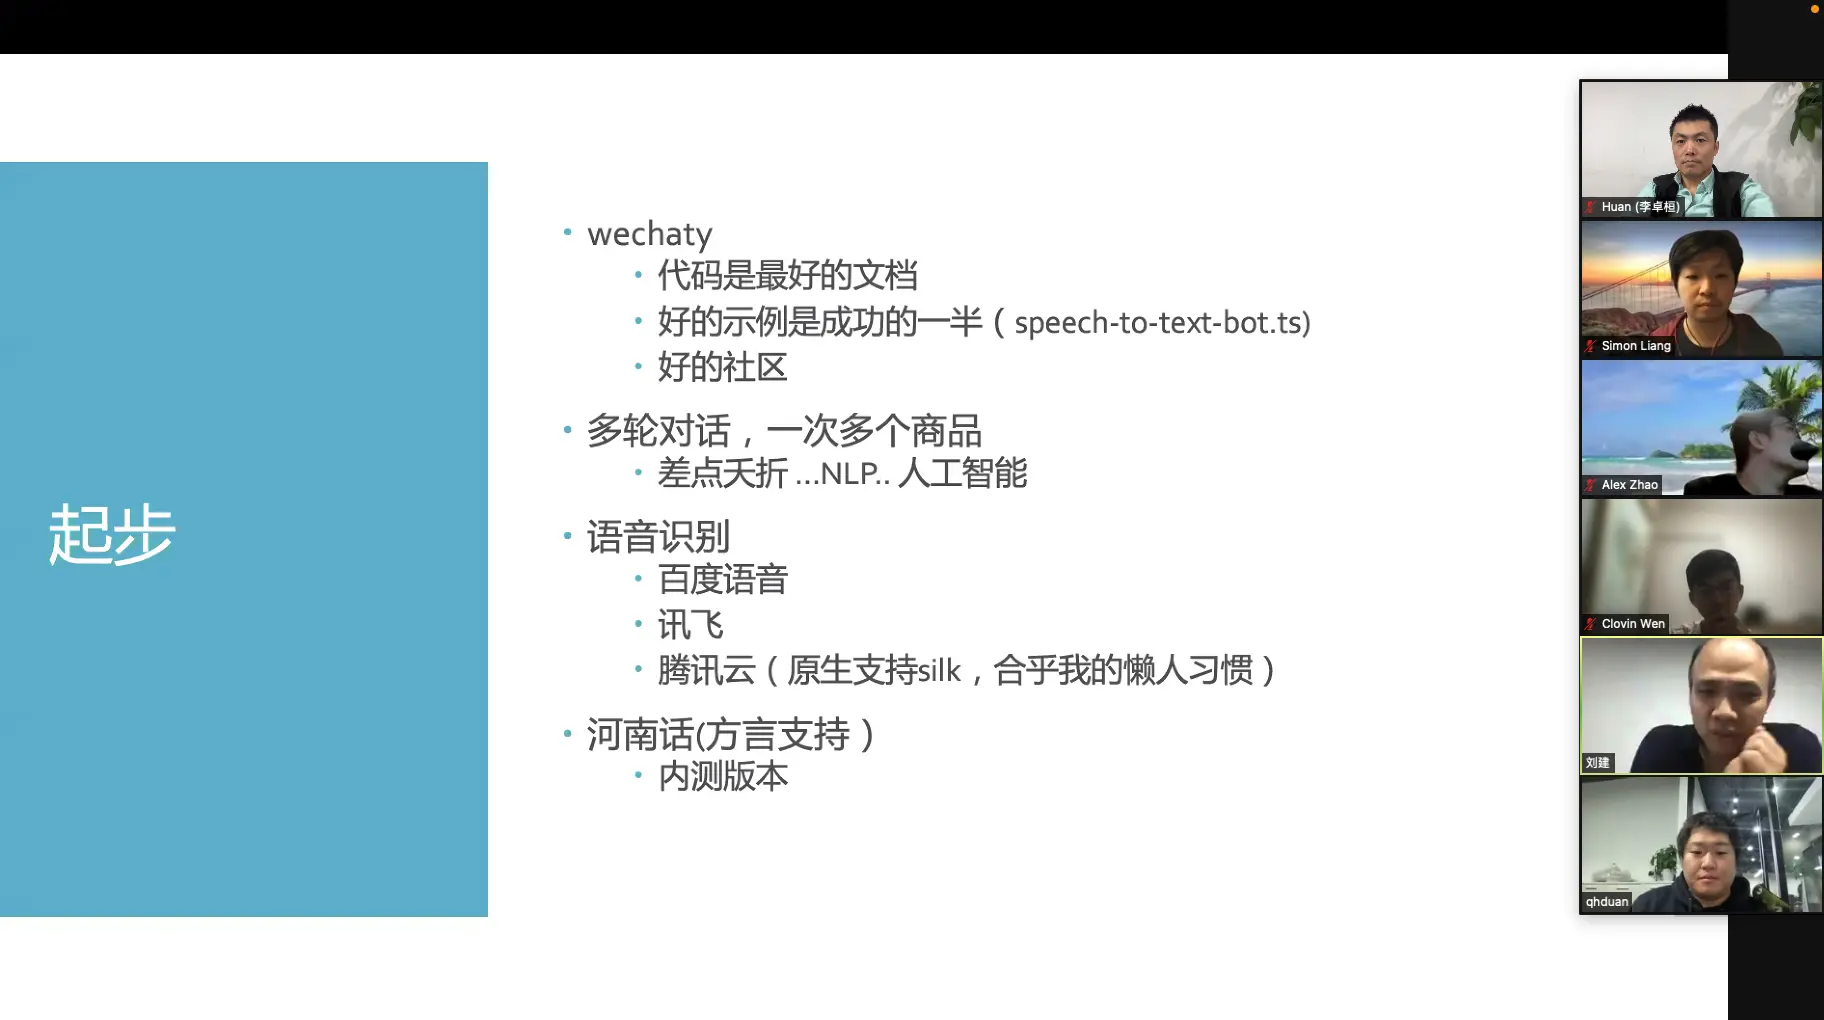 起步
wechaty
代码是最好的文档
好的示例是成功的一半（speech-to-text-bot.ts)
好的社区
多轮对话，一次多个商品
差点夭折 ...NLP.. 人工智能
语音识别
百度语音
讯飞
腾讯云（原生支持silk，合乎我的懒人习惯）
河南话(方言支持）
内测版本
Huan (李卓桓)
Simon Liang
Alex Zhao
Clovin Wen
刘建
qhduan